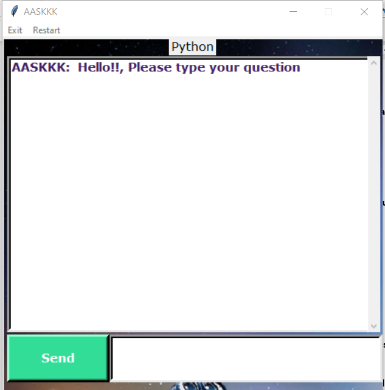 AASKKK
Exit Restart
Python
AASKKK: Hello!!, Please type your question
Send